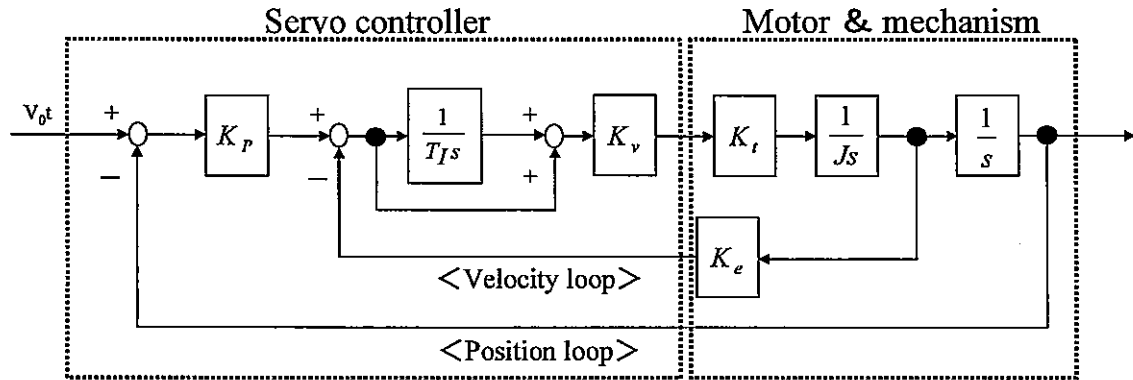 Servo controller
Motor & mechanism
V₀t
+
−
K_P
+
−
1
T_I s
+
+
K_v
K_t
1
Js
1
s
K_e
<Velocity loop>
<Position loop>